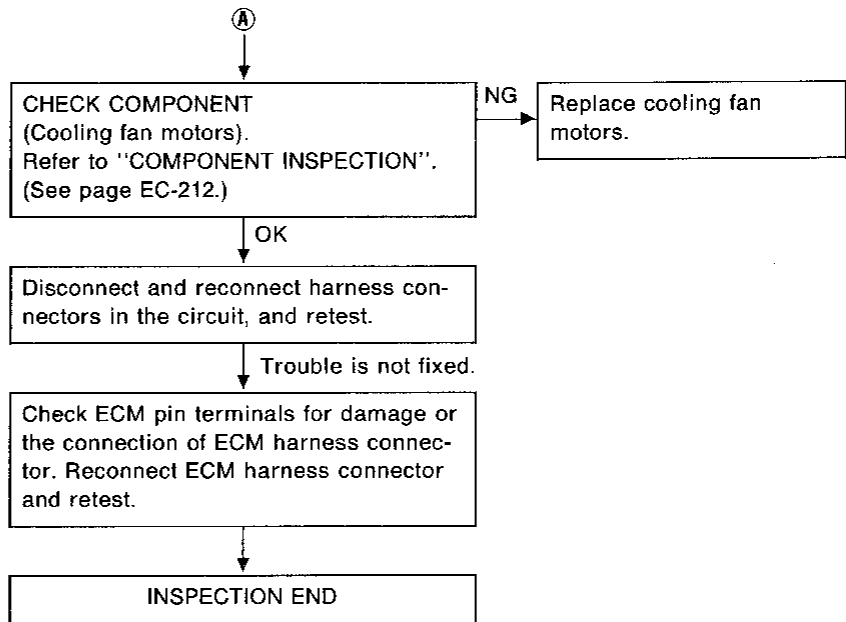 A
CHECK COMPONENT
(Cooling fan motors).
Refer to "COMPONENT INSPECTION".
(See page EC-212.)
NG
Replace cooling fan
motors.
OK
Disconnect and reconnect harness con-
nectors in the circuit, and retest.
Trouble is not fixed.
Check ECM pin terminals for damage or
the connection of ECM harness connec-
tor. Reconnect ECM harness connector
and retest.
INSPECTION END